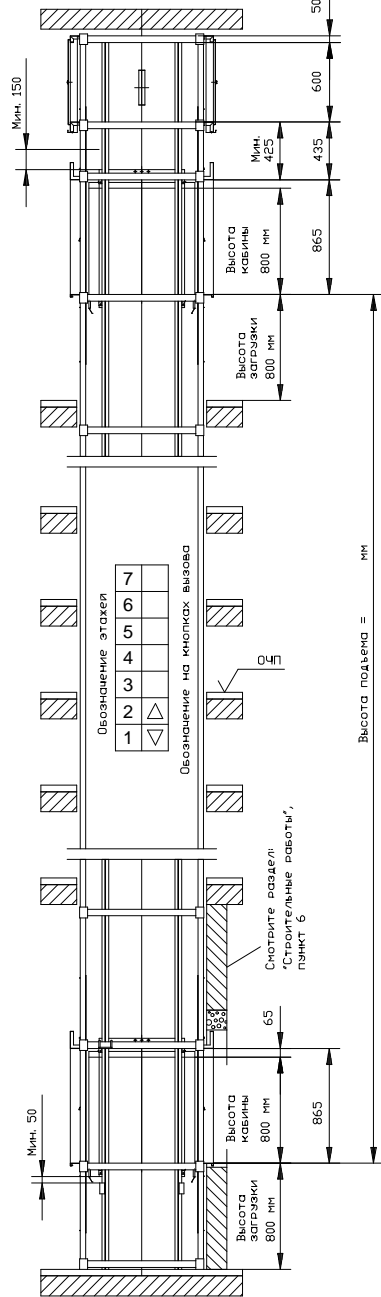 50
600
Мин. 150
Мин.
425
435
Высота
кабины
800 мм
865
Высота
загрузки
800 мм
Обозначение этажей
1 2 3 4 5 6 7
Обозначение на кнопках вызова
ОЧП
Высота подъема = мм
Смотрите раздел:
"Строительные работы",
пункт 6
65
Мин. 50
Высота
кабины
800 мм
865
Высота
загрузки
800 мм